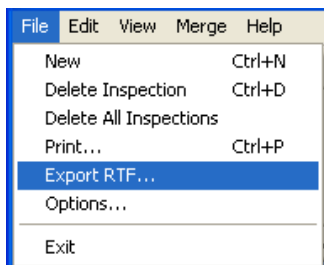 File Edit View Merge Help
New Ctrl+N
Delete Inspection Ctrl+D
Delete All Inspections
Print... Ctrl+P
Export RTF...
Options...
Exit